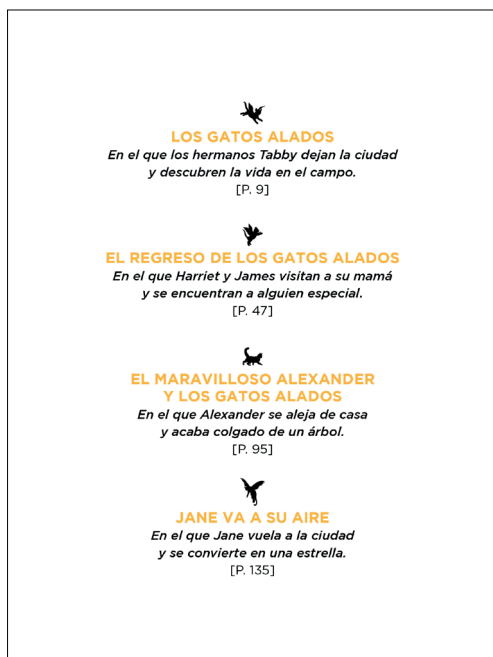 LOS GATOS ALADOS
En el que los hermanos Tabby dejan la ciudad
y descubren la vida en el campo.
[P. 9]
EL REGRESO DE LOS GATOS ALADOS
En el que Harriet y James visitan a su mamá
y se encuentran a alguien especial.
[P. 47]
EL MARAVILLOSO ALEXANDER
Y LOS GATOS ALADOS
En el que Alexander se aleja de casa
y acaba colgado de un árbol.
[P. 95]
JANE VA A SU AIRE
En el que Jane vuela a la ciudad
y se convierte en una estrella.
[P. 135]